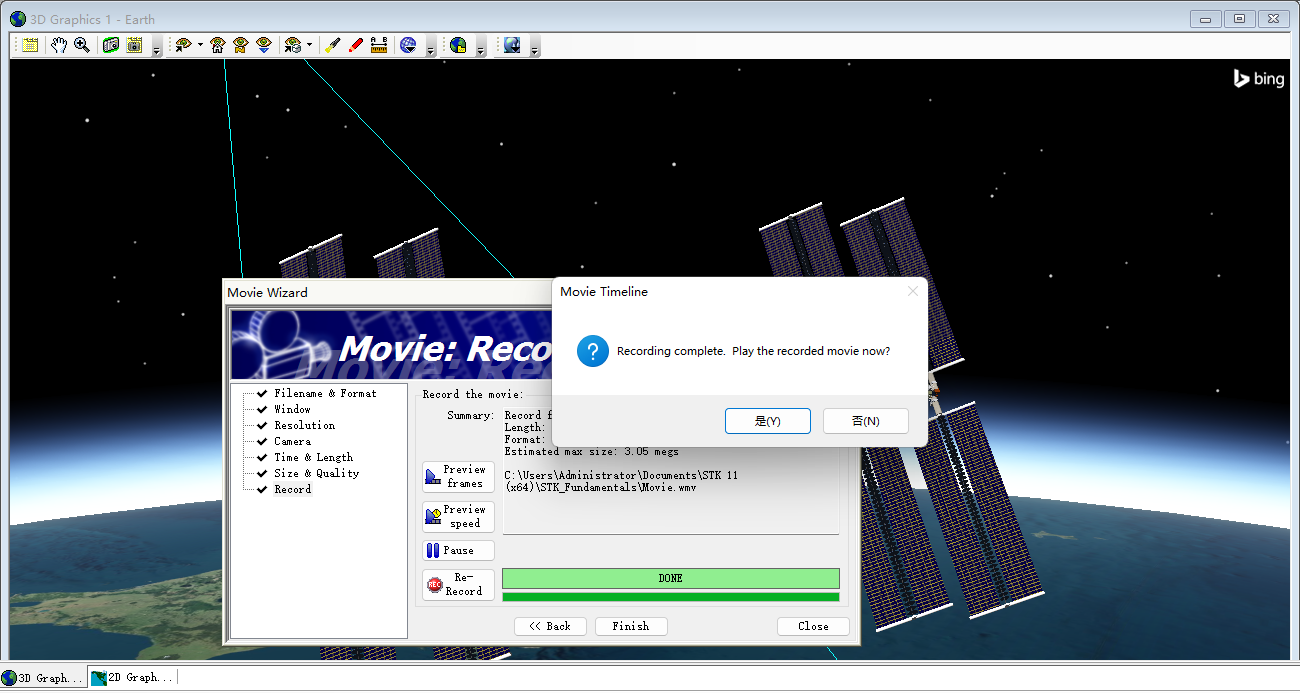 3D Graphics 1 - Earth
bing
Movie Wizard
Movie: Reco
Filename & Format
Window
Resolution
Camera
Time & Length
Size & Quality
Record
Record the movie:
Summary:
Record f
Length:
Format:
Estimated max size: 3.05 megs
C:\Users\Administrator\Documents\STK 11
(x64)\STK_Fundamentals\Movie.wmv
Preview
frames
Preview
speed
Pause
REC
Re-
Record
DONE
<< Back
Finish
Close
Movie Timeline
?
Recording complete.  Play the recorded movie now?
是(Y)
否(N)
3D Graph...
2D Graph...